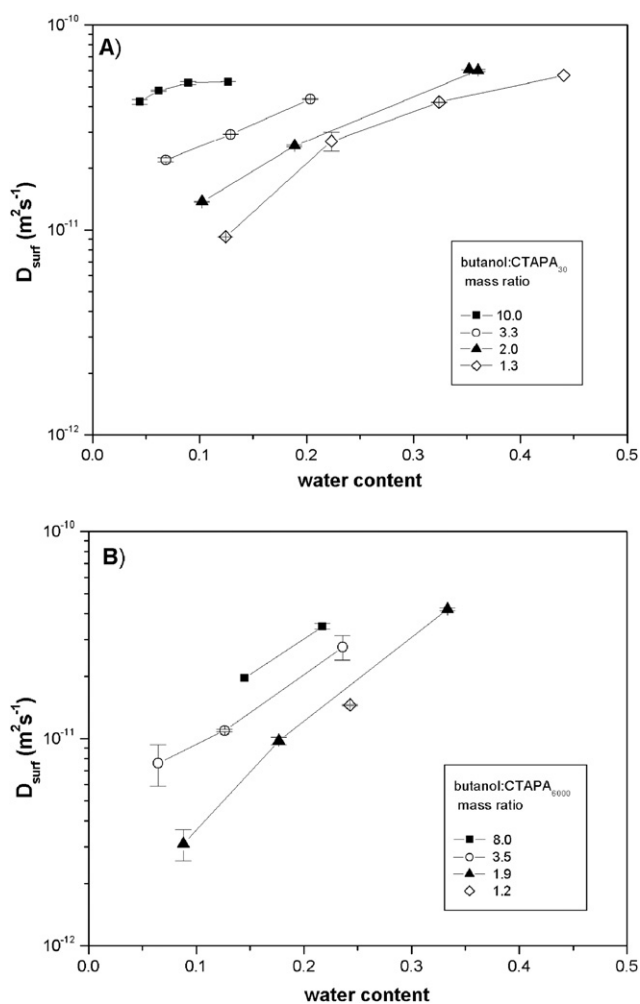 A)
10⁻¹⁰
10⁻¹¹
10⁻¹²
D_surf (m²s⁻¹)
butanol:CTAPA₃₀
mass ratio
10.0
3.3
2.0
1.3
0.0 0.1 0.2 0.3 0.4 0.5
water content
B)
10⁻¹⁰
10⁻¹¹
10⁻¹²
D_surf (m²s⁻¹)
butanol:CTAPA₆₀₀₀
mass ratio
8.0
3.5
1.9
1.2
0.0 0.1 0.2 0.3 0.4 0.5
water content